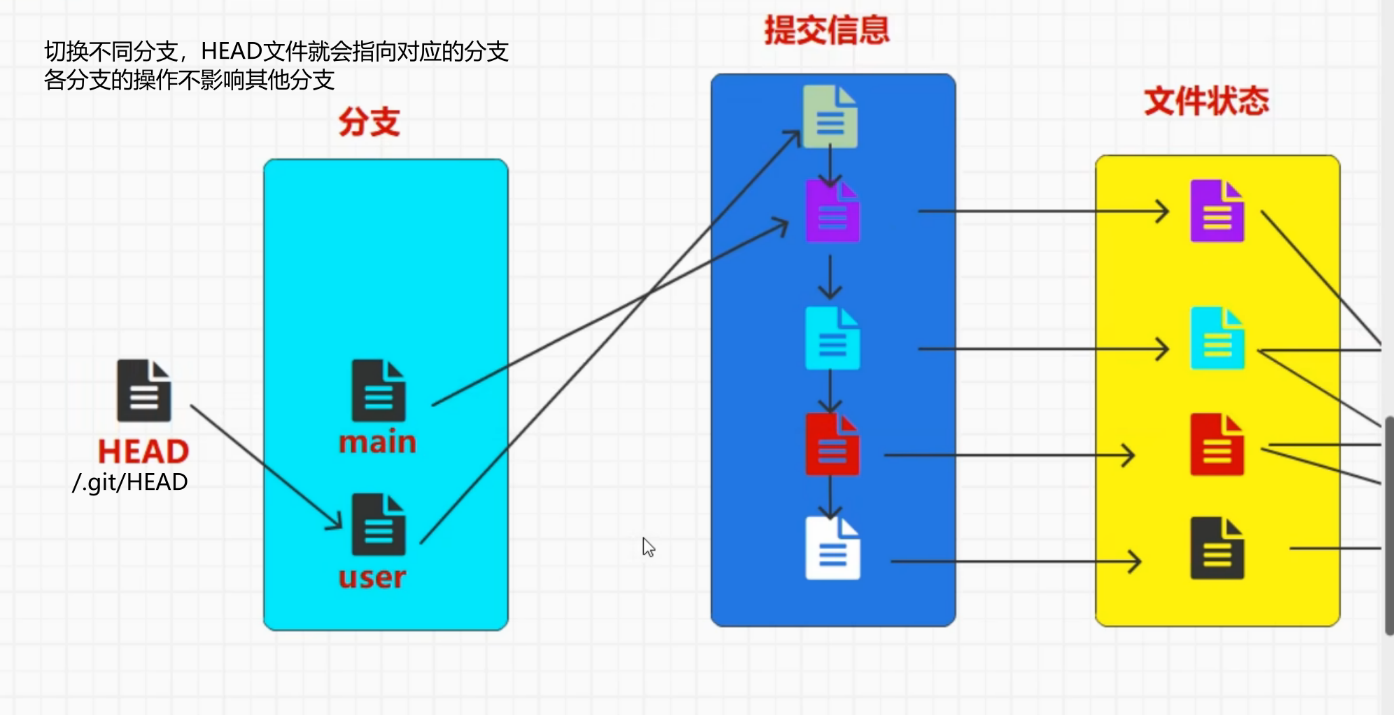 切换不同分支，HEAD文件就会指向对应的分支
各分支的操作不影响其他分支
分支
提交信息
文件状态
HEAD
/.git/HEAD
main
user